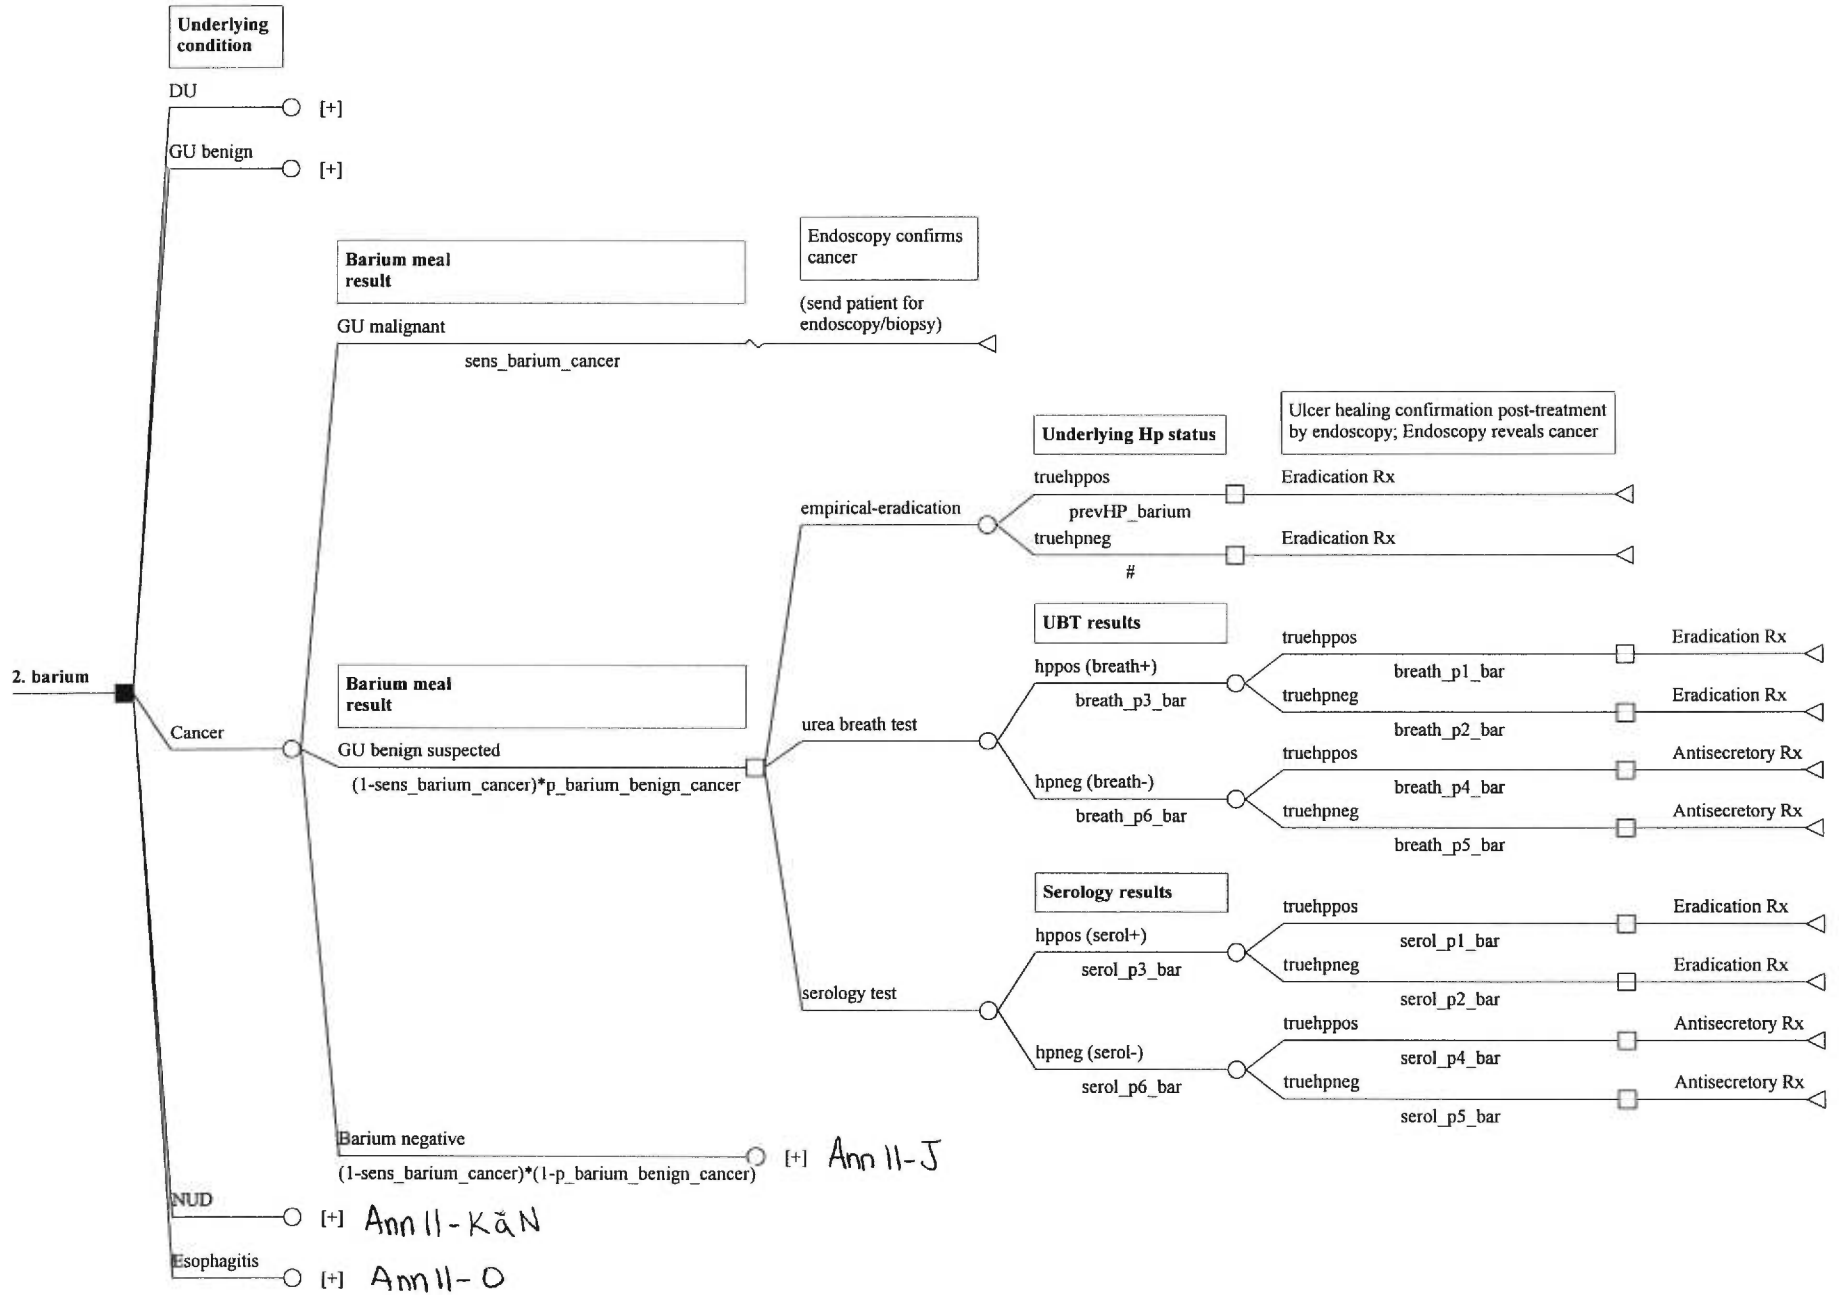 Underlying
condition
DU
[+]
GU benign
[+]
Barium meal
result
Endoscopy confirms
cancer
(send patient for
endoscopy/biopsy)
GU malignant
sens_barium_cancer
Underlying Hp status
Ulcer healing confirmation post-treatment
by endoscopy; Endoscopy reveals cancer
truehppos
Eradication Rx
empirical-eradication
prevHP_barium
truehpneg
Eradication Rx
#
UBT results
truehppos
Eradication Rx
hppos (breath+)
breath_p1_bar
breath_p3_bar
truehpneg
Eradication Rx
breath_p2_bar
2. barium
Barium meal
result
Cancer
GU benign suspected
(1-sens_barium_cancer)*p_barium_benign_cancer
urea breath test
truehppos
Antisecretory Rx
hpneg (breath-)
breath_p4_bar
breath_p6_bar
truehpneg
Antisecretory Rx
breath_p5_bar
Serology results
truehppos
Eradication Rx
hppos (serol+)
serol_p1_bar
serol_p3_bar
truehpneg
Eradication Rx
serol_p2_bar
serology test
truehppos
Antisecretory Rx
hpneg (serol-)
serol_p4_bar
serol_p6_bar
truehpneg
Antisecretory Rx
serol_p5_bar
Barium negative
[+] Ann II-J
(1-sens_barium_cancer)*(1-p_barium_benign_cancer)
NUD
[+] Ann II-K à N
Esophagitis
[+] Ann II-O